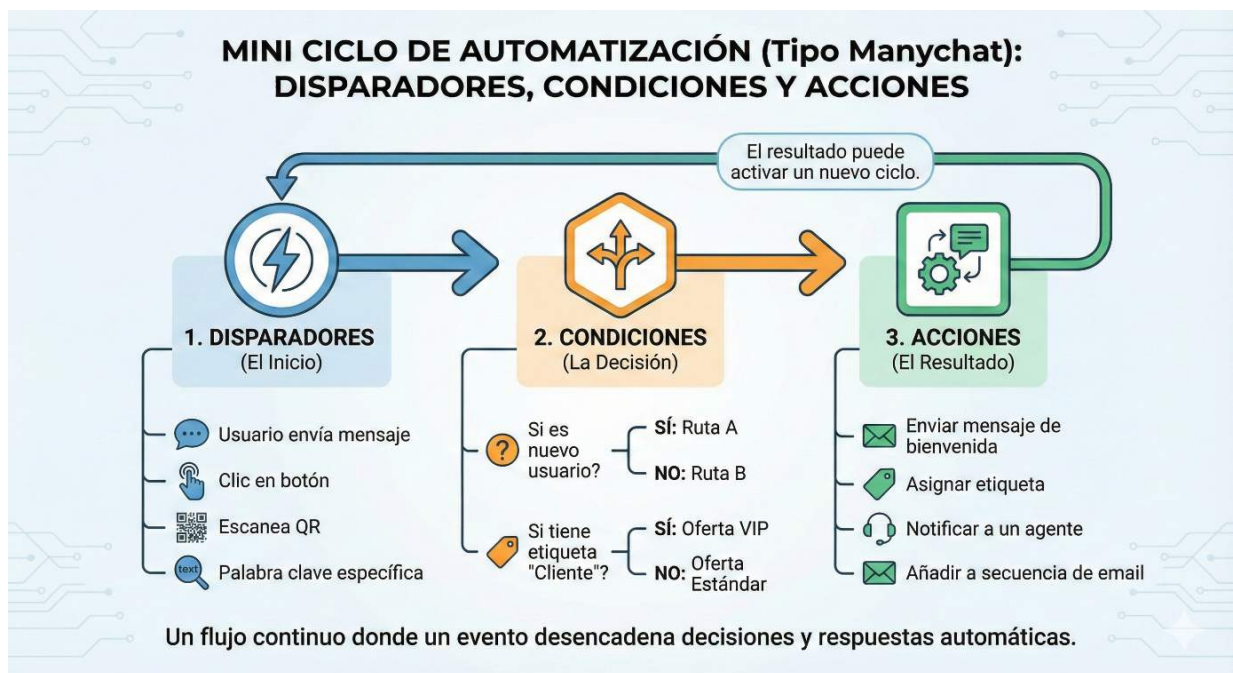 MINI CICLO DE AUTOMATIZACIÓN (Tipo Manychat):
DISPARADORES, CONDICIONES Y ACCIONES
El resultado puede
activar un nuevo ciclo.
1. DISPARADORES
(El Inicio)
Usuario envía mensaje
Clic en botón
Escanea QR
text
Palabra clave específica
2. CONDICIONES
(La Decisión)
?
Si es
nuevo
usuario?
SÍ: Ruta A
NO: Ruta B
Si tiene
etiqueta
"Cliente"?
SÍ: Oferta VIP
NO: Oferta
Estándar
3. ACCIONES
(El Resultado)
Enviar mensaje de
bienvenida
Asignar etiqueta
Notificar a un agente
Añadir a secuencia de email
Un flujo continuo donde un evento desencadena decisiones y respuestas automáticas.